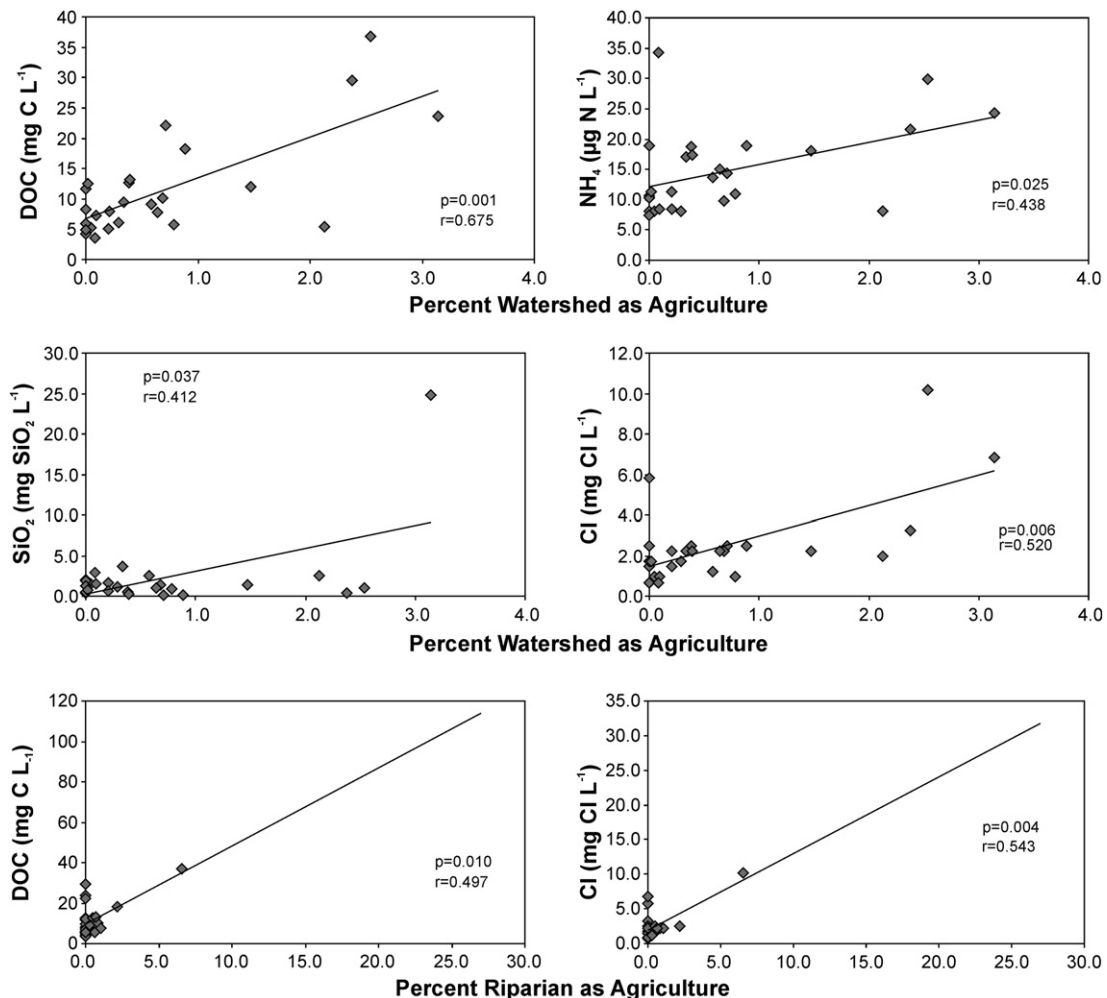 DOC (mg C L-1)
40
35
30
25
20
15
10
5
0
0.0 1.0 2.0 3.0 4.0
p=0.001
r=0.675
NH4 (µg N L-1)
40.0
35.0
30.0
25.0
20.0
15.0
10.0
5.0
0.0
0.0 1.0 2.0 3.0 4.0
p=0.025
r=0.438
Percent Watershed as Agriculture
SiO2 (mg SiO2 L-1)
30.0
25.0
20.0
15.0
10.0
5.0
0.0
0.0 1.0 2.0 3.0 4.0
p=0.037
r=0.412
Cl (mg Cl L-1)
12.0
10.0
8.0
6.0
4.0
2.0
0.0
0.0 1.0 2.0 3.0 4.0
p=0.006
r=0.520
Percent Watershed as Agriculture
DOC (mg C L-1)
120
100
80
60
40
20
0
0.0 5.0 10.0 15.0 20.0 25.0 30.0
p=0.010
r=0.497
Cl (mg Cl L-1)
35.0
30.0
25.0
20.0
15.0
10.0
5.0
0.0
0.0 5.0 10.0 15.0 20.0 25.0 30.0
p=0.004
r=0.543
Percent Riparian as Agriculture